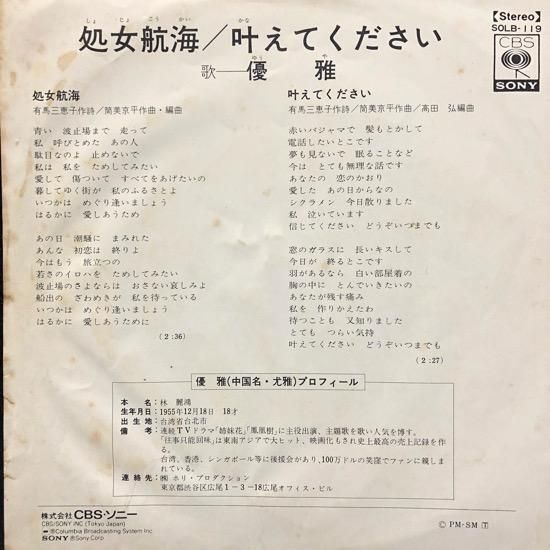 【Stereo】
SOLB-119
CBS
SONY
しょ じょ こう かい かな
処女航海/叶えてください
ゆう や
歌──優 雅
処女航海
有馬三恵子作詩/筒美京平作曲・編曲
青い 波止場まで 走って
私 呼びとめた あの人
駄目なのよ 止めないで
私は 私を ためしてみたい
愛して 傷ついて すべてをあげたいの
暮してゆく街が 私のふるさとよ
いつかは めぐり逢いましょう
はるかに 愛しあうため
あの日 潮騒に まみれた
あんな 初恋は 終りよ
今はもう 旅立つの
若さのイロハを ためしてみたい
波止場のさよならは おさない哀しみよ
船出の ざわめきが 私を待っている
いつかは めぐり逢いましょう
はるかに 愛しあうために
(2:36)
叶えてください
有馬三恵子作詩/筒美京平作曲/高田 弘編曲
赤いパジャマで 髪もとかして
電話したいとこです
夢も見ないで 眠ることなど
今は とても無理な話です
あなたの 恋のかおり
愛した あの日からなの
シクラメン 今日散りました
私 泣いています
信じてください どうぞいつまでも
窓のガラスに 長いキスして
今日が 終るとこです
羽があるなら 白い部屋着の
胸の中に とんでいきたいの
あなたが残す痛み
私を 作りかえたわ
待つことも 又知りました
とても つらい気持
叶えてください どうぞいつまでも
(2:27)
優 雅(中国名・尤雅)プロフィール
本名: 林 麗鴻
生年月日: 1955年12月18日 18才
出生地: 台湾省台北市
備考: 連続TVドラマ「姉妹花」「鳳凰樹」に主役出演、主題歌を歌い人気を博す。
「往事只能回味」は東南アジアで大ヒット、映画化もされ史上最高の売上記録を作る。
台湾、香港、シンガポール等に後援会があり、100万ドルの笑窪でファンに親しまれている。
連絡先: ㈱ ホリ・プロダクション
東京都渋谷区広尾1-3-18広尾オフィス・ビル
株式会社CBS・ソニー
CBS/SONY INC (Tokyo Japan)
℗Columbia Broadcasting System Inc
SONY ®Sony Corp
© PM-SM T